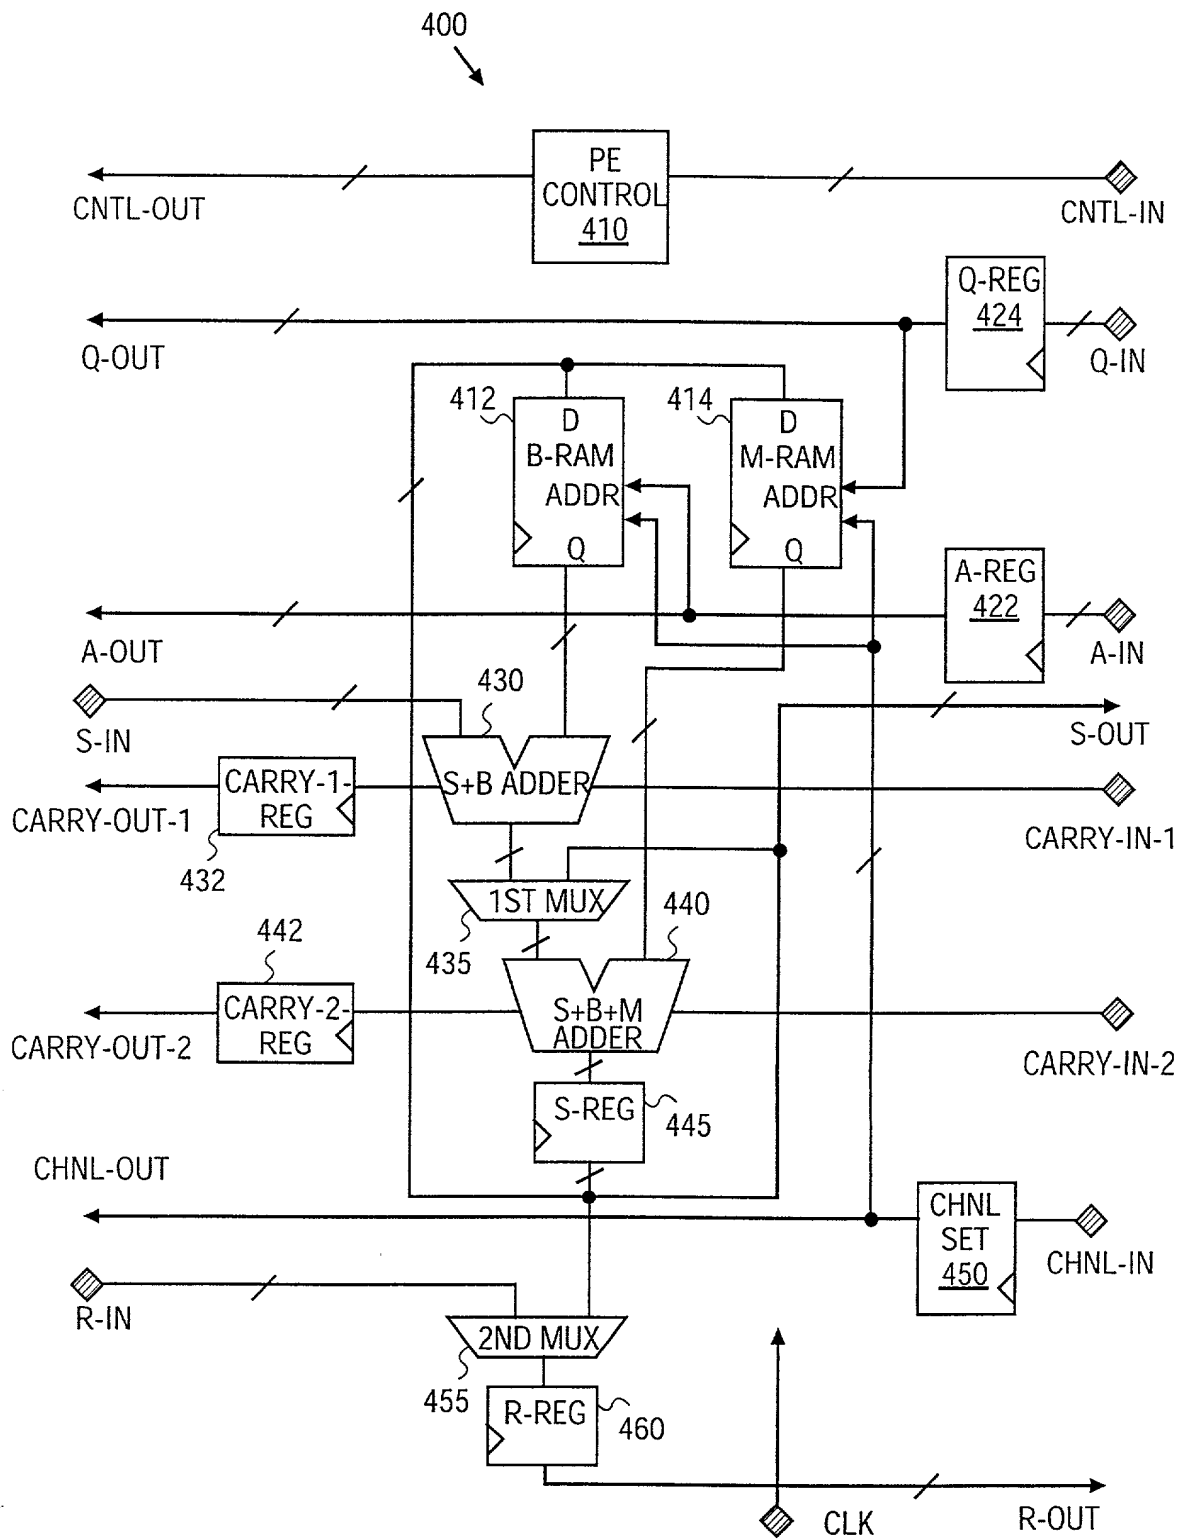 400
PE
CONTROL
410
CNTL-OUT
CNTL-IN
Q-REG
424
Q-OUT
Q-IN
412
414
D
B-RAM
ADDR
Q
D
M-RAM
ADDR
Q
A-REG
422
A-OUT
A-IN
S-IN
430
S-OUT
CARRY-1-
REG
S+B ADDER
CARRY-OUT-1
CARRY-IN-1
432
1ST MUX
435
440
442
CARRY-2-
REG
S+B+M
ADDER
CARRY-OUT-2
CARRY-IN-2
S-REG
445
CHNL-OUT
CHNL
SET
450
CHNL-IN
R-IN
2ND MUX
455
R-REG
460
CLK
R-OUT